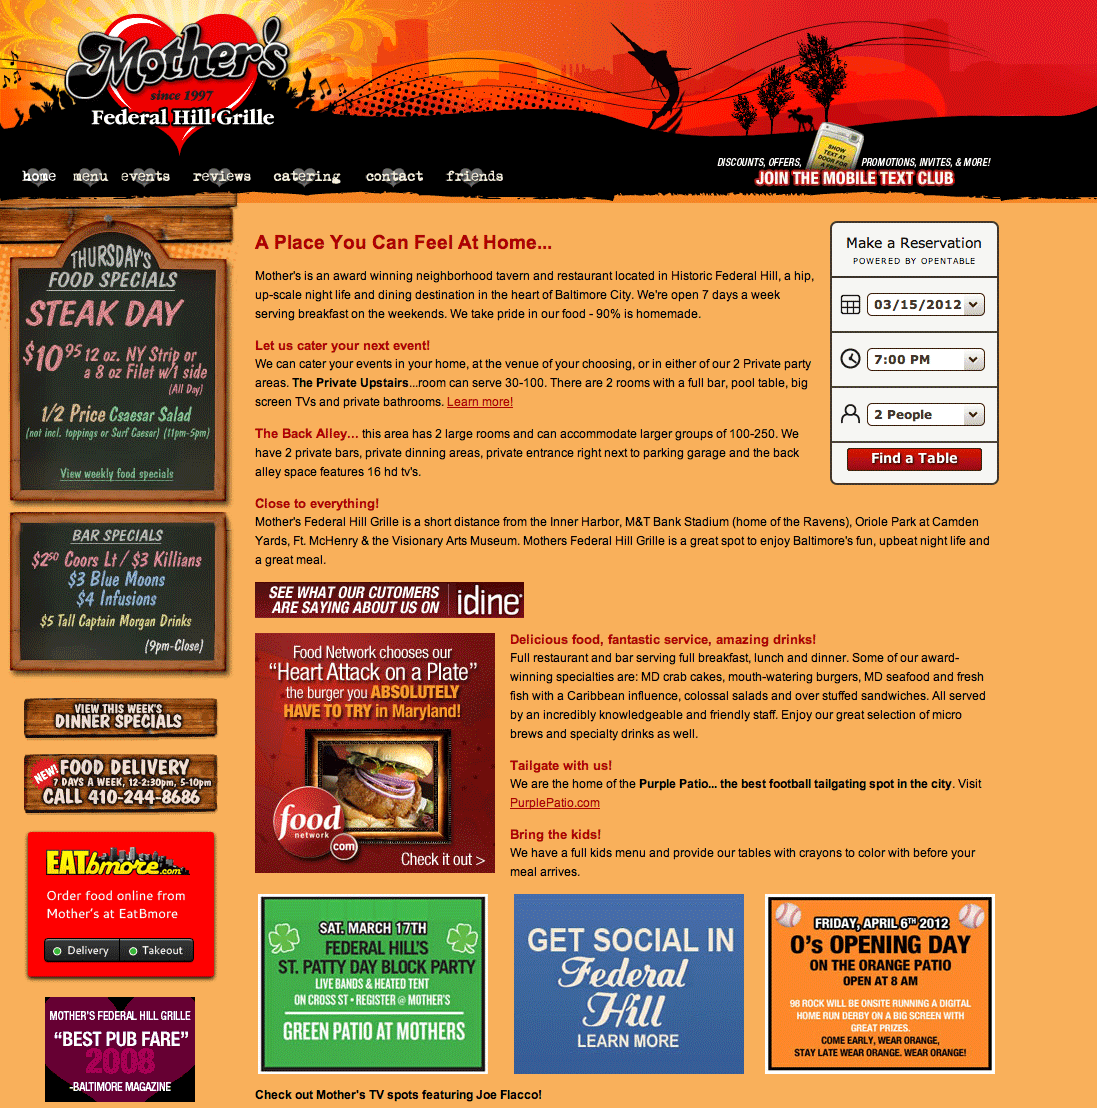 Mother's
since 1997
Federal Hill Grille
home menu events reviews catering contact friends
DISCOUNTS, OFFERS, PROMOTIONS, INVITES, & MORE!
SHOW
TEXT AT
DOOR FOR
JOIN THE MOBILE TEXT CLUB
THURSDAY'S
FOOD SPECIALS
STEAK DAY
$10 95 12 oz. NY Strip or
a 8 oz Filet w/1 side
(All Day)
1/2 Price Csaesar Salad
(not incl. toppings or Surf Caesar) (11pm-5pm)
View weekly food specials
BAR SPECIALS
$2 50 Coors Lt / $3 Killians
$3 Blue Moons
$4 Infusions
$5 Tall Captain Morgan Drinks
(9pm-Close)
VIEW THIS WEEK'S
DINNER SPECIALS
NEW! FOOD DELIVERY
7 DAYS A WEEK, 12-2:30pm, 5-10pm
CALL 410-244-8686
EATbmore.com
Order food online from
Mother's at EatBmore
Delivery Takeout
MOTHER'S FEDERAL HILL GRILLE
"BEST PUB FARE"
2008
-BALTIMORE MAGAZINE
A Place You Can Feel At Home...
Mother's is an award winning neighborhood tavern and restaurant located in Historic Federal Hill, a hip,
up-scale night life and dining destination in the heart of Baltimore City. We're open 7 days a week
serving breakfast on the weekends. We take pride in our food - 90% is homemade.
Let us cater your next event!
We can cater your events in your home, at the venue of your choosing, or in either of our 2 Private party
areas. The Private Upstairs...room can serve 30-100. There are 2 rooms with a full bar, pool table, big
screen TVs and private bathrooms. Learn more!
The Back Alley... this area has 2 large rooms and can accommodate larger groups of 100-250. We
have 2 private bars, private dinning areas, private entrance right next to parking garage and the back
alley space features 16 hd tv's.
Make a Reservation
POWERED BY OPENTABLE
03/15/2012
7:00 PM
2 People
Find a Table
Close to everything!
Mother's Federal Hill Grille is a short distance from the Inner Harbor, M&T Bank Stadium (home of the Ravens), Oriole Park at Camden
Yards, Ft. McHenry & the Visionary Arts Museum. Mothers Federal Hill Grille is a great spot to enjoy Baltimore's fun, upbeat night life and
a great meal.
SEE WHAT OUR CUTOMERS
ARE SAYING ABOUT US ON idine
Food Network chooses our
"Heart Attack on a Plate"
the burger you ABSOLUTELY
HAVE TO TRY in Maryland!
food
network
.com
Check it out >
Delicious food, fantastic service, amazing drinks!
Full restaurant and bar serving full breakfast, lunch and dinner. Some of our award-
winning specialties are: MD crab cakes, mouth-watering burgers, MD seafood and fresh
fish with a Caribbean influence, colossal salads and over stuffed sandwiches. All served
by an incredibly knowledgeable and friendly staff. Enjoy our great selection of micro
brews and specialty drinks as well.
Tailgate with us!
We are the home of the Purple Patio... the best football tailgating spot in the city. Visit
PurplePatio.com
Bring the kids!
We have a full kids menu and provide our tables with crayons to color with before your
meal arrives.
SAT. MARCH 17TH
FEDERAL HILL'S
ST. PATTY DAY BLOCK PARTY
LIVE BANDS & HEATED TENT
ON CROSS ST • REGISTER @ MOTHER'S
GREEN PATIO AT MOTHERS
GET SOCIAL IN
Federal
Hill
LEARN MORE
FRIDAY, APRIL 6TH 2012
O's OPENING DAY
ON THE ORANGE PATIO
OPEN AT 8 AM
98 ROCK WILL BE ONSITE RUNNING A DIGITAL
HOME RUN DERBY ON A BIG SCREEN WITH
GREAT PRIZES.
COME EARLY, WEAR ORANGE,
STAY LATE WEAR ORANGE. WEAR ORANGE!
Check out Mother's TV spots featuring Joe Flacco!